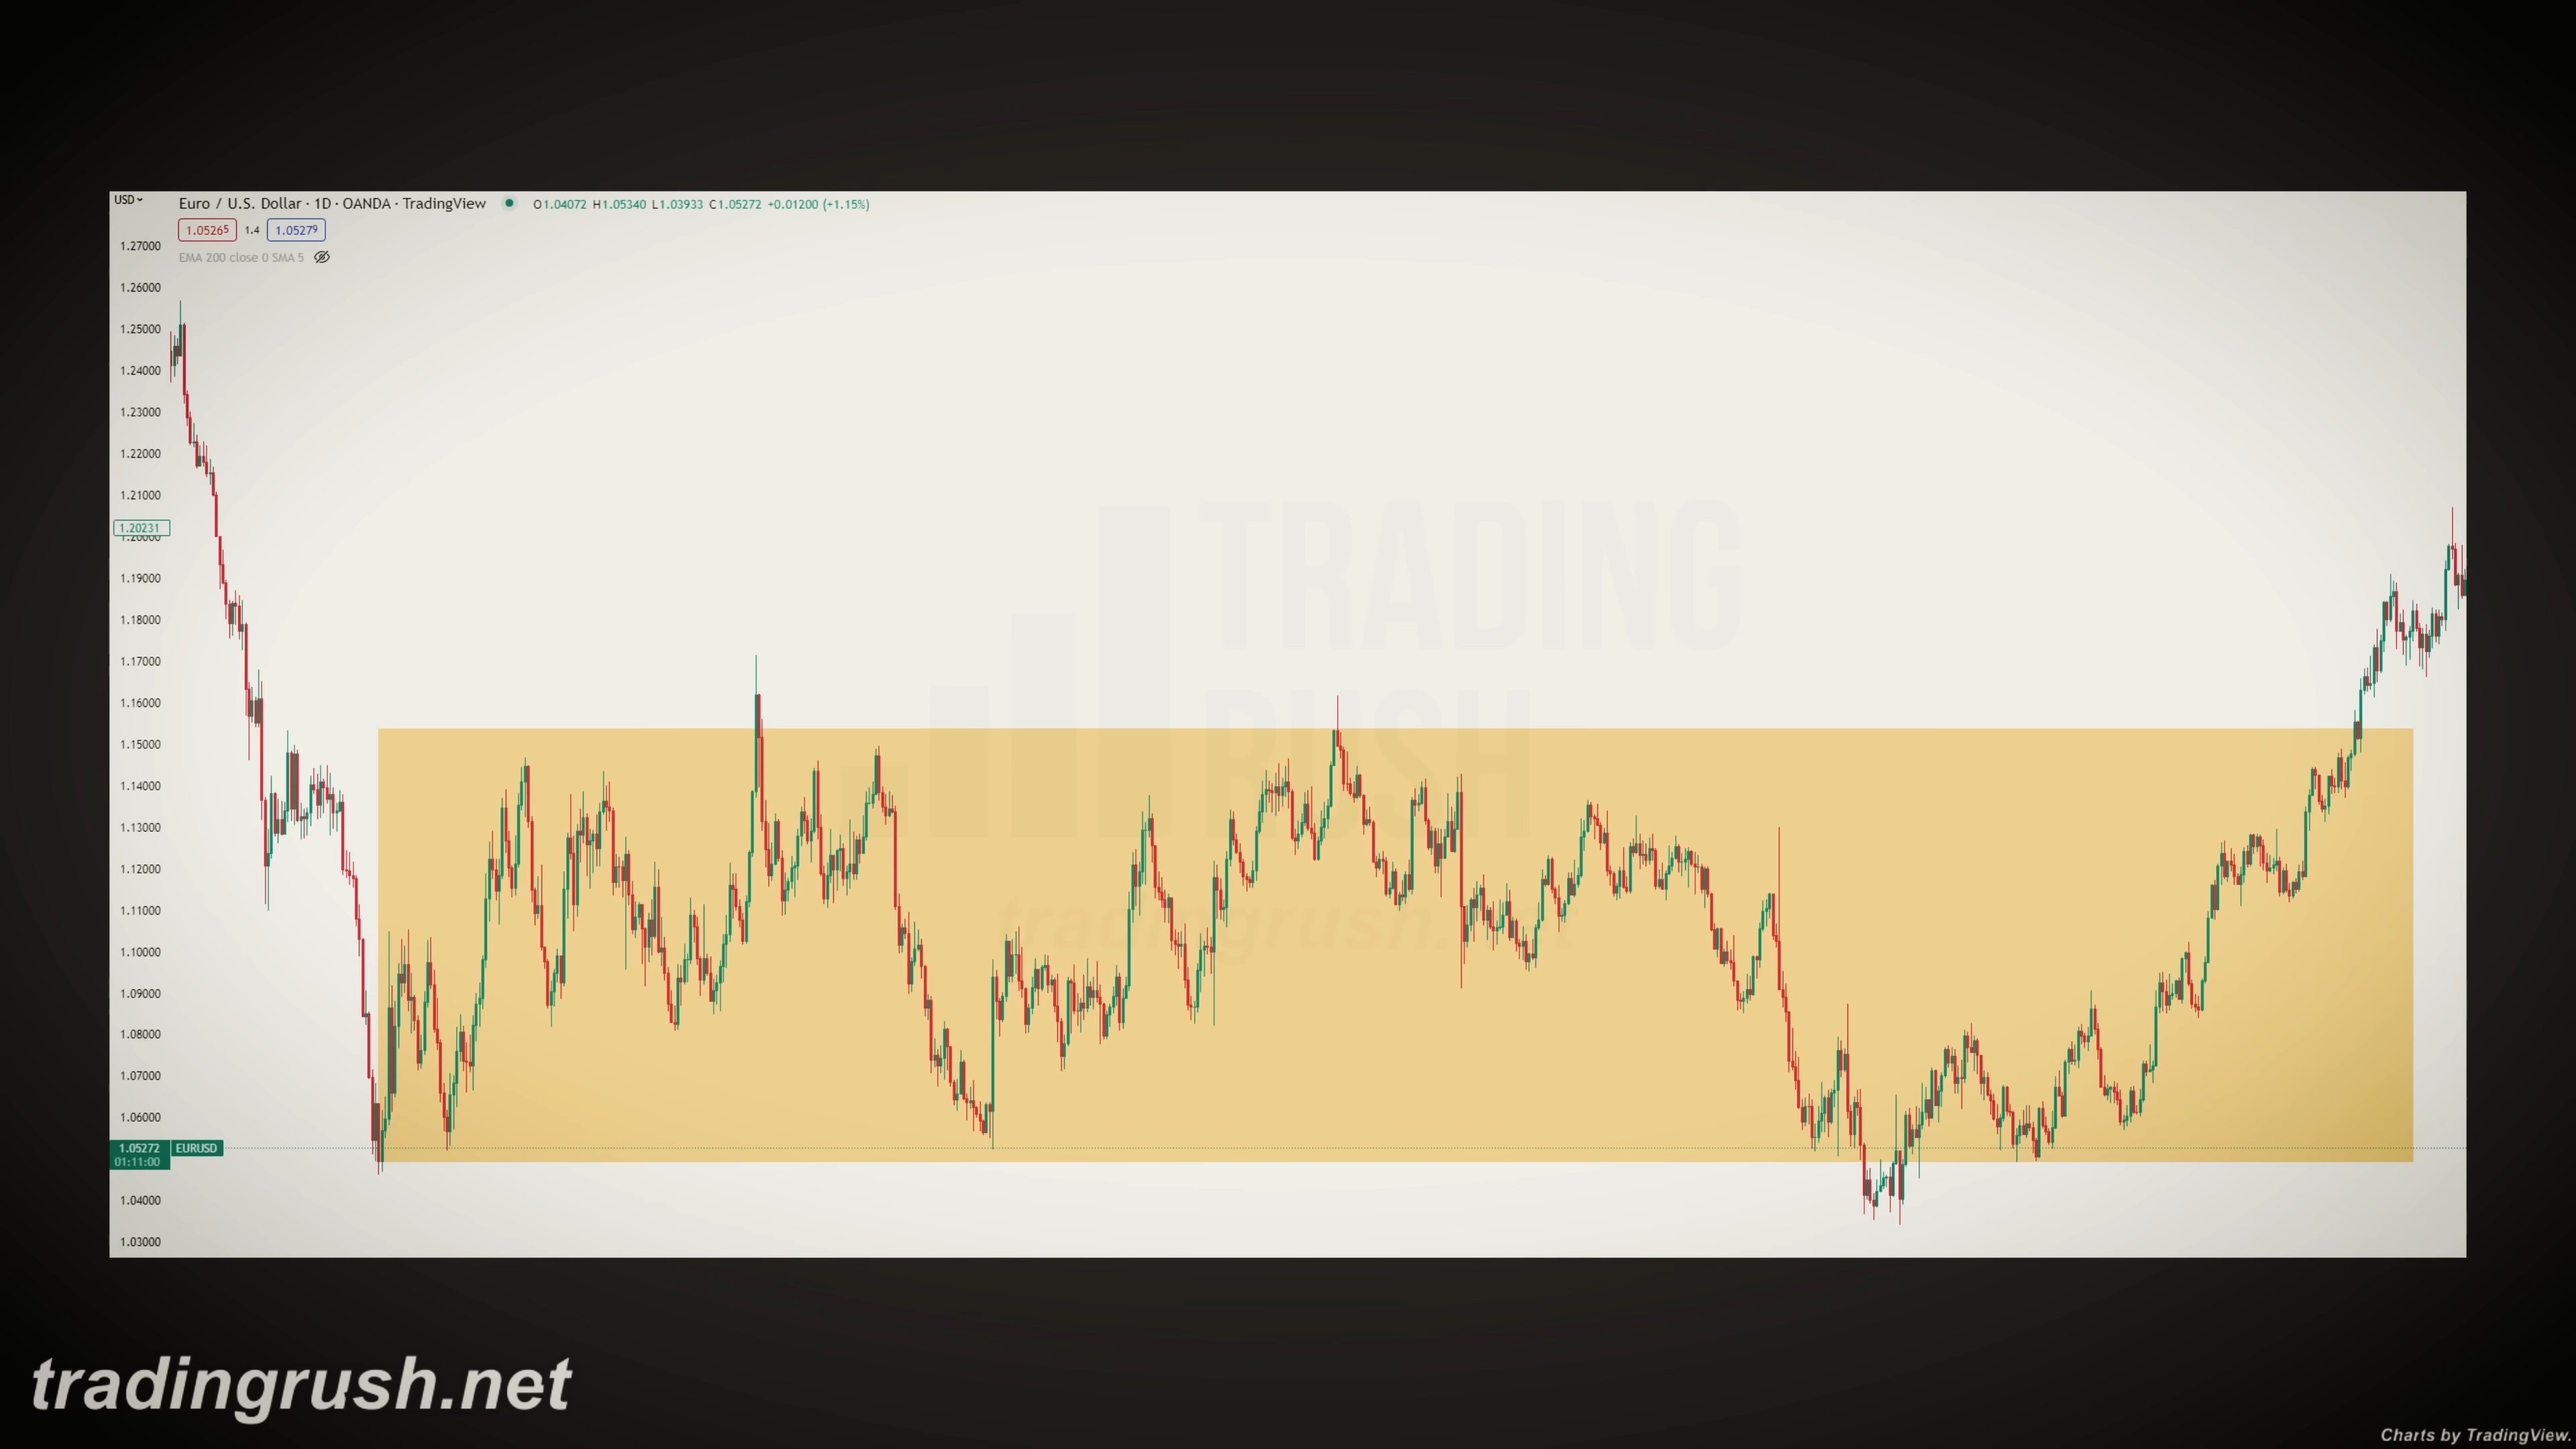 USD
Euro / U.S. Dollar · 1D · OANDA · TradingView O1.04072 H1.05340 L1.03933 C1.05272 +0.01200 (+1.15%)
1.05265 1.4 1.05279
EMA 200 close 0 SMA 5
1.27000
1.26000
1.25000
1.24000
1.23000
1.22000
1.21000
1.20231
1.20000
1.19000
1.18000
1.17000
1.16000
1.15000
1.14000
1.13000
1.12000
1.11000
1.10000
1.09000
1.08000
1.07000
1.06000
1.05272 EURUSD
01:11:00
1.04000
1.03000
TRADING
RUSH
tradingrush.net
tradingrush.net
Charts by TradingView.